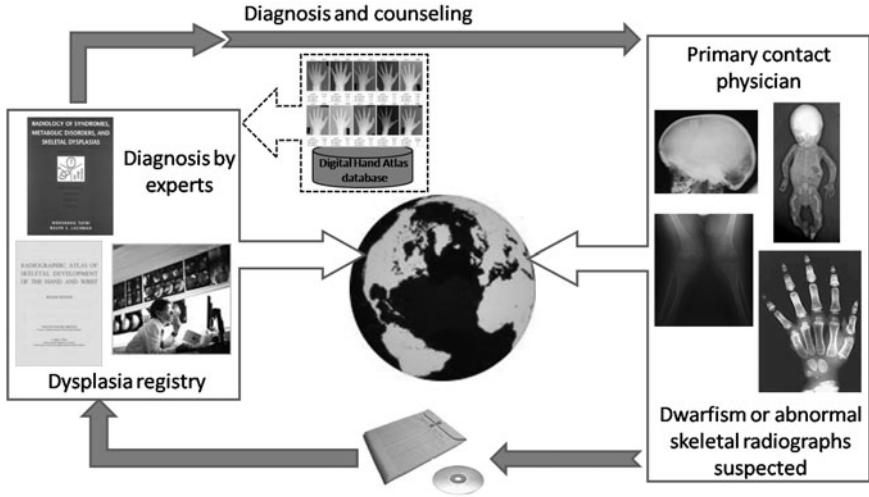 Diagnosis and counseling
Primary contact
physician
RADIOLOGY OF SYNDROMES,
METABOLIC DISORDERS, AND
SKELETAL DYSPLASIAS
Diagnosis by
experts
Digital Hand Atlas
database
RADIOGRAPHIC ATLAS OF
SKELETAL DEVELOPMENT
OF THE HAND AND WRIST
Dysplasia registry
Dwarfism or abnormal
skeletal radiographs
suspected